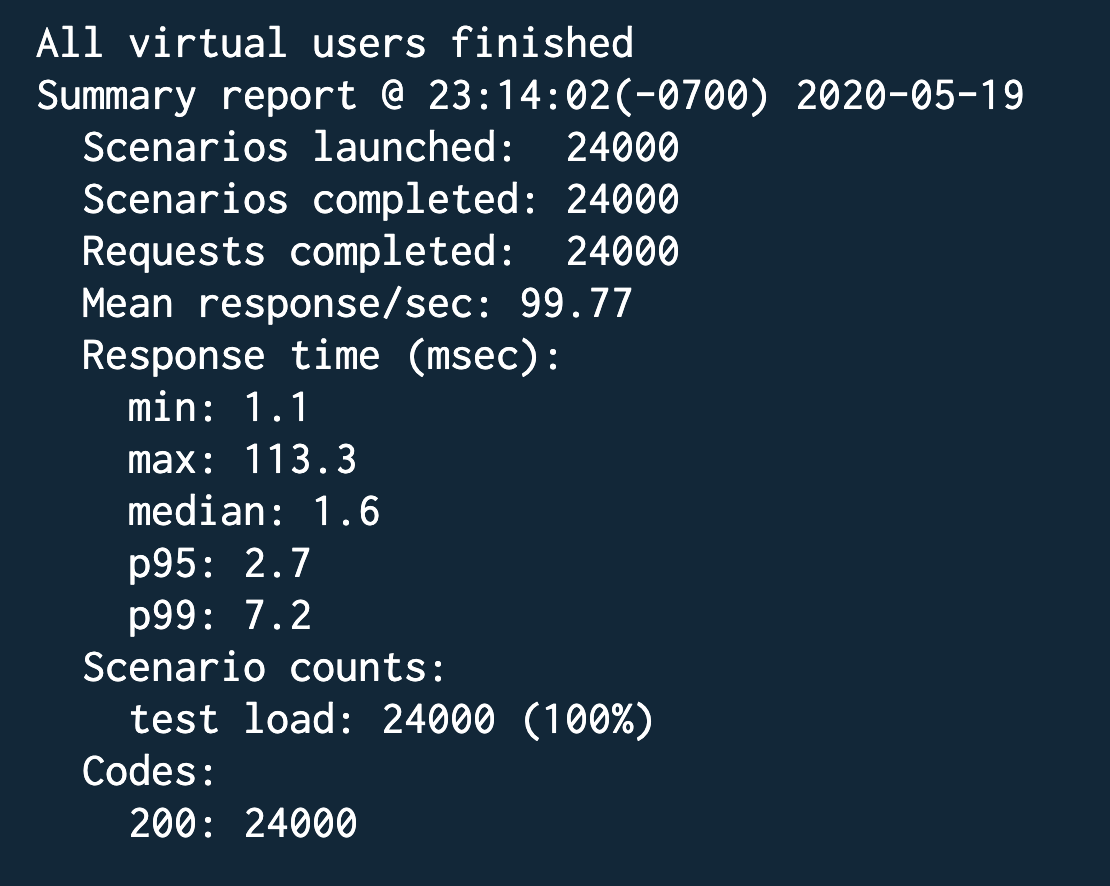 All virtual users finished
Summary report @ 23:14:02(-0700) 2020-05-19
  Scenarios launched:  24000
  Scenarios completed: 24000
  Requests completed:  24000
  Mean response/sec: 99.77
  Response time (msec):
    min: 1.1
    max: 113.3
    median: 1.6
    p95: 2.7
    p99: 7.2
  Scenario counts:
    test load: 24000 (100%)
  Codes:
    200: 24000